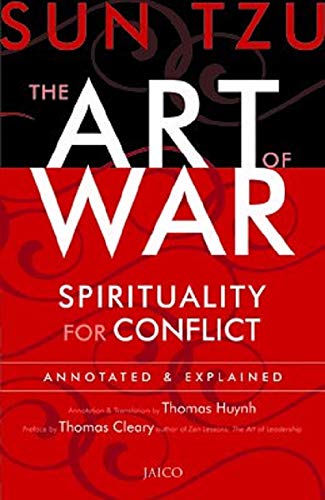 SUN TZU
THE
ART
OF
WAR
SPIRITUALITY
FOR CONFLICT
ANNOTATED & EXPLAINED
Annotation & Translation by Thomas Huynh
Preface by Thomas Cleary author of Zen Lessons: The Art of Leadership
JAICO